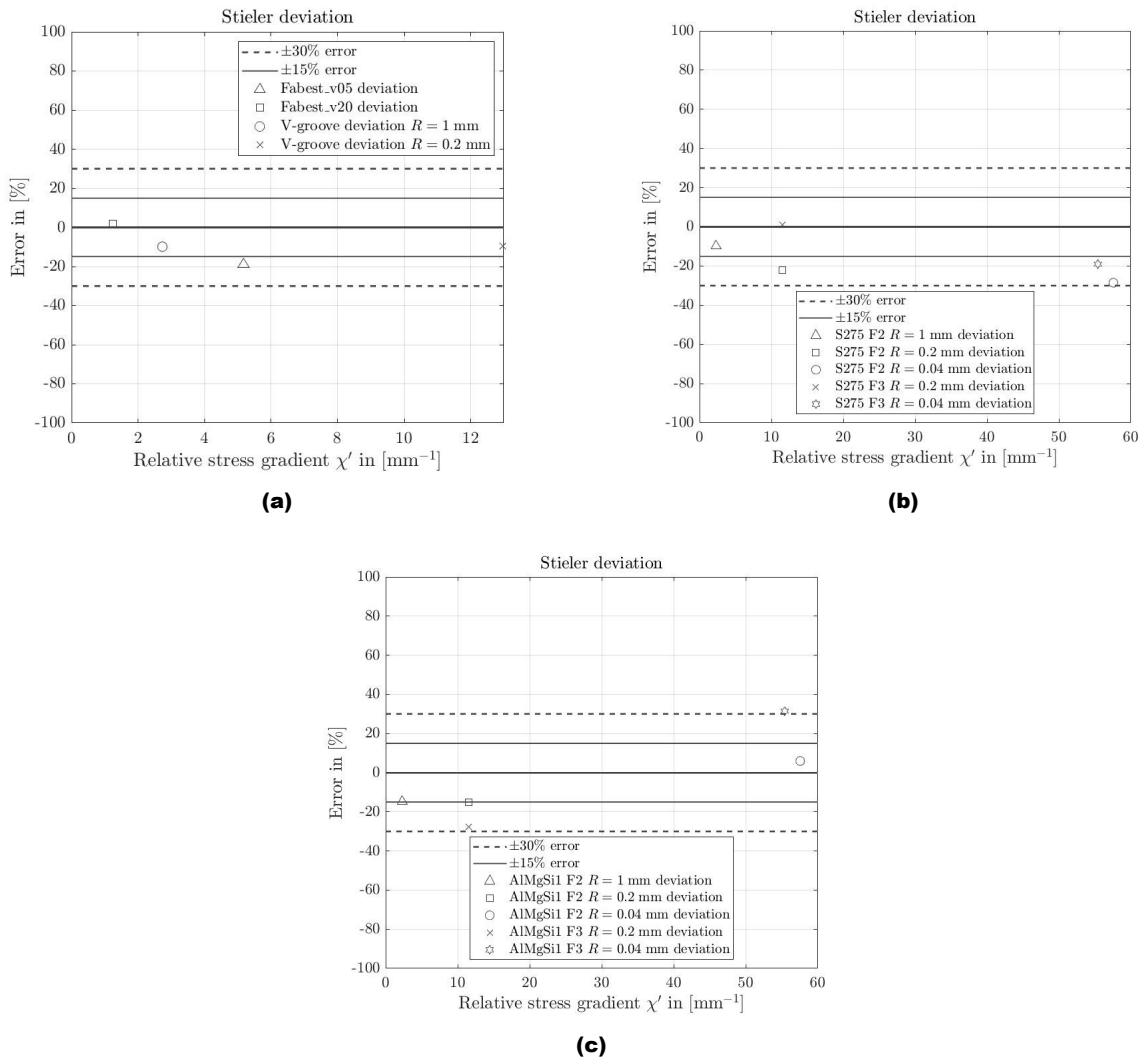 Stieler deviation
100
80
60
40
20
0
-20
-40
-60
-80
-100
Error in [%]
±30% error
±15% error
Fabest_v05 deviation
Fabest_v20 deviation
V-groove deviation R = 1 mm
V-groove deviation R = 0.2 mm
0 2 4 6 8 10 12
Relative stress gradient χ′ in [mm⁻¹]
(a)
Stieler deviation
100
80
60
40
20
0
-20
-40
-60
-80
-100
Error in [%]
±30% error
±15% error
S275 F2 R = 1 mm deviation
S275 F2 R = 0.2 mm deviation
S275 F2 R = 0.04 mm deviation
S275 F3 R = 0.2 mm deviation
S275 F3 R = 0.04 mm deviation
0 10 20 30 40 50 60
Relative stress gradient χ′ in [mm⁻¹]
(b)
Stieler deviation
100
80
60
40
20
0
-20
-40
-60
-80
-100
Error in [%]
±30% error
±15% error
AlMgSi1 F2 R = 1 mm deviation
AlMgSi1 F2 R = 0.2 mm deviation
AlMgSi1 F2 R = 0.04 mm deviation
AlMgSi1 F3 R = 0.2 mm deviation
AlMgSi1 F3 R = 0.04 mm deviation
0 10 20 30 40 50 60
Relative stress gradient χ′ in [mm⁻¹]
(c)